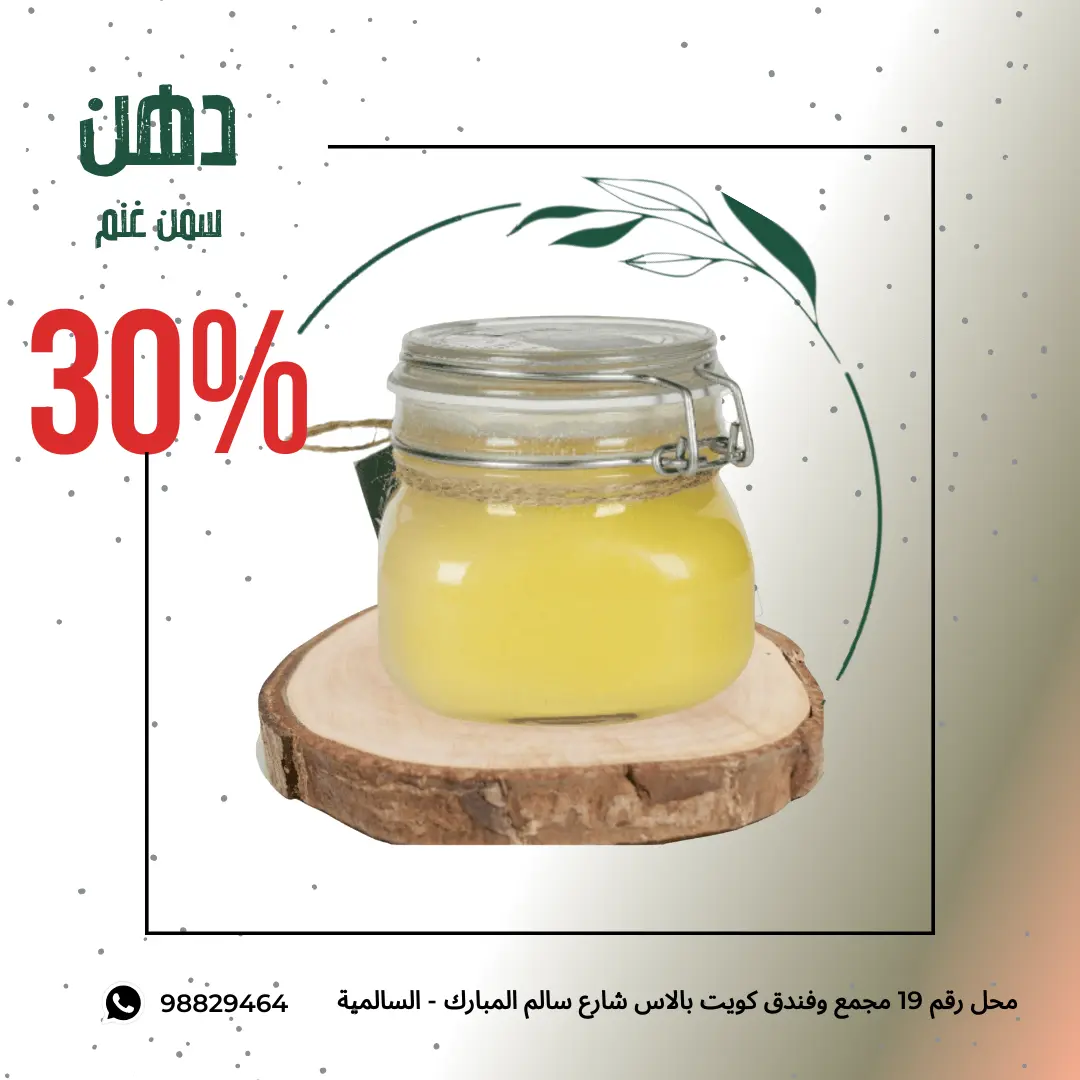 دهن
سمن غنم
30%
محل رقم 19 مجمع وفندق كويت بالاس شارع سالم المبارك - السالمية
98829464